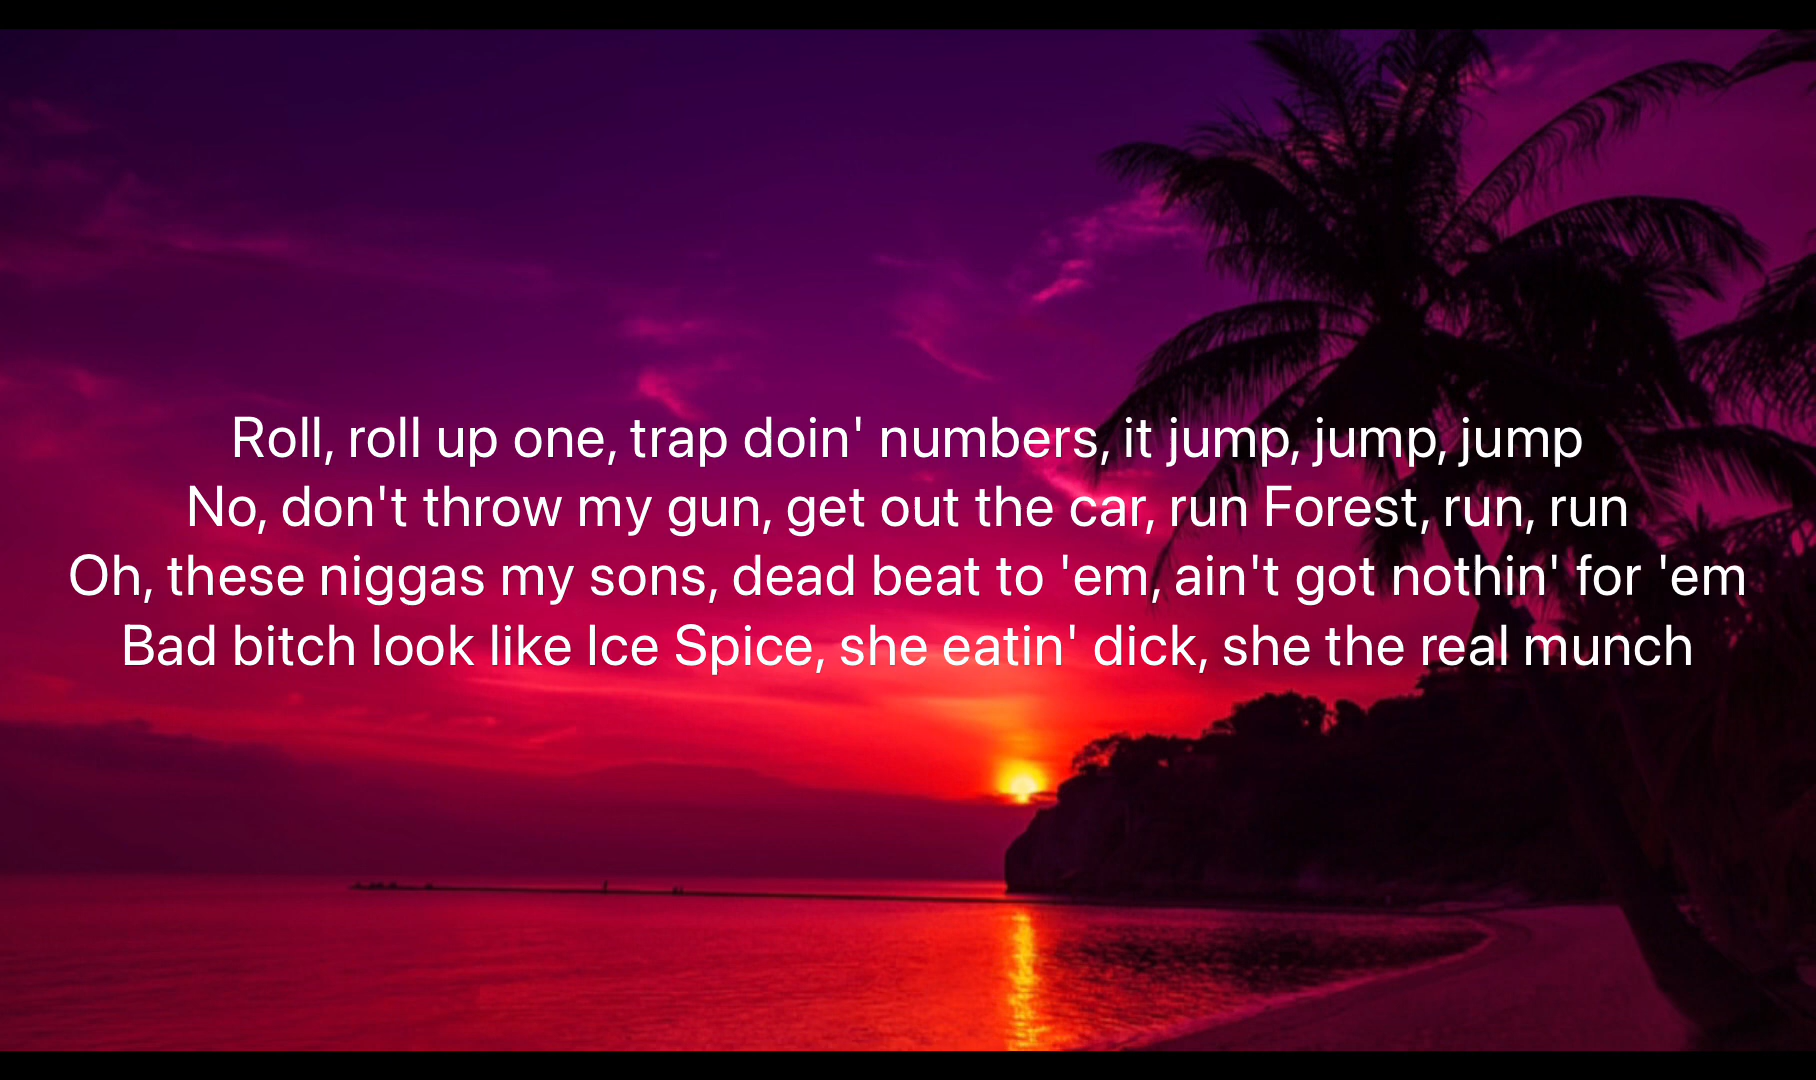 Roll, roll up one, trap doin' numbers, it jump, jump, jump
No, don't throw my gun, get out the car, run Forest, run, run
Oh, these niggas my sons, dead beat to 'em, ain't got nothin' for 'em
Bad bitch look like Ice Spice, she eatin' dick, she the real munch